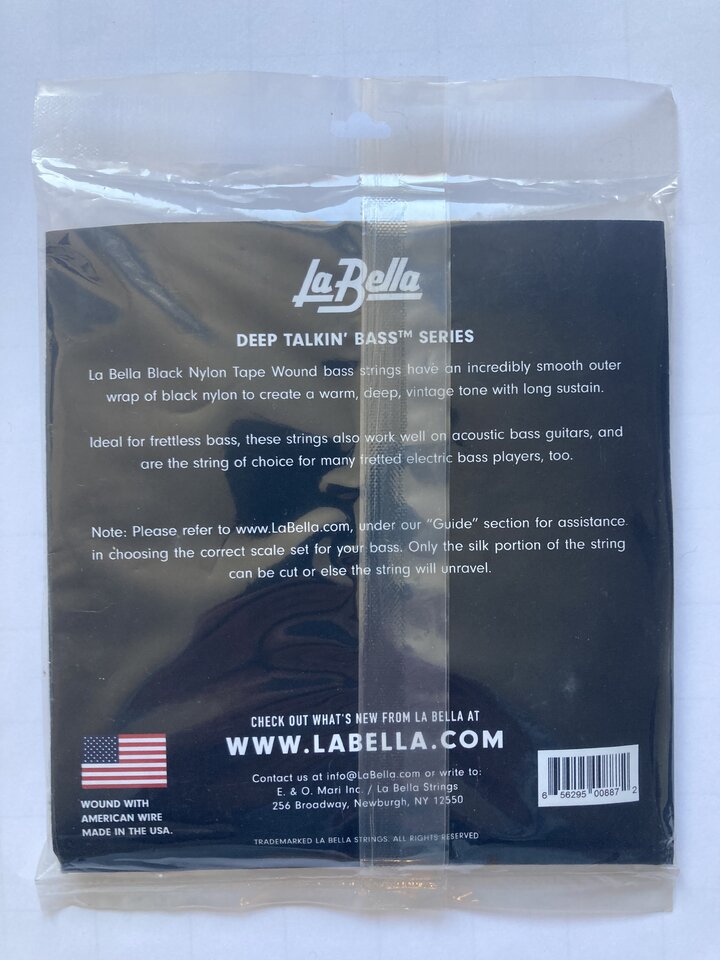 La Bella
DEEP TALKIN' BASS™ SERIES
La Bella Black Nylon Tape Wound bass strings have an incredibly smooth outer
wrap of black nylon to create a warm, deep, vintage tone with long sustain.
Ideal for frettless bass, these strings also work well on acoustic bass guitars, and
are the string of choice for many fretted electric bass players, too.
Note: Please refer to www.LaBella.com, under our "Guide" section for assistance
in choosing the correct scale set for your bass. Only the silk portion of the string
can be cut or else the string will unravel.
CHECK OUT WHAT'S NEW FROM LA BELLA AT
WWW.LABELLA.COM
Contact us at info@LaBella.com or write to:
E. & O. Mari Inc. / La Bella Strings
256 Broadway, Newburgh, NY 12550
WOUND WITH
AMERICAN WIRE
MADE IN THE USA.
6 56295 00887 2
TRADEMARKED LA BELLA STRINGS. ALL RIGHTS RESERVED